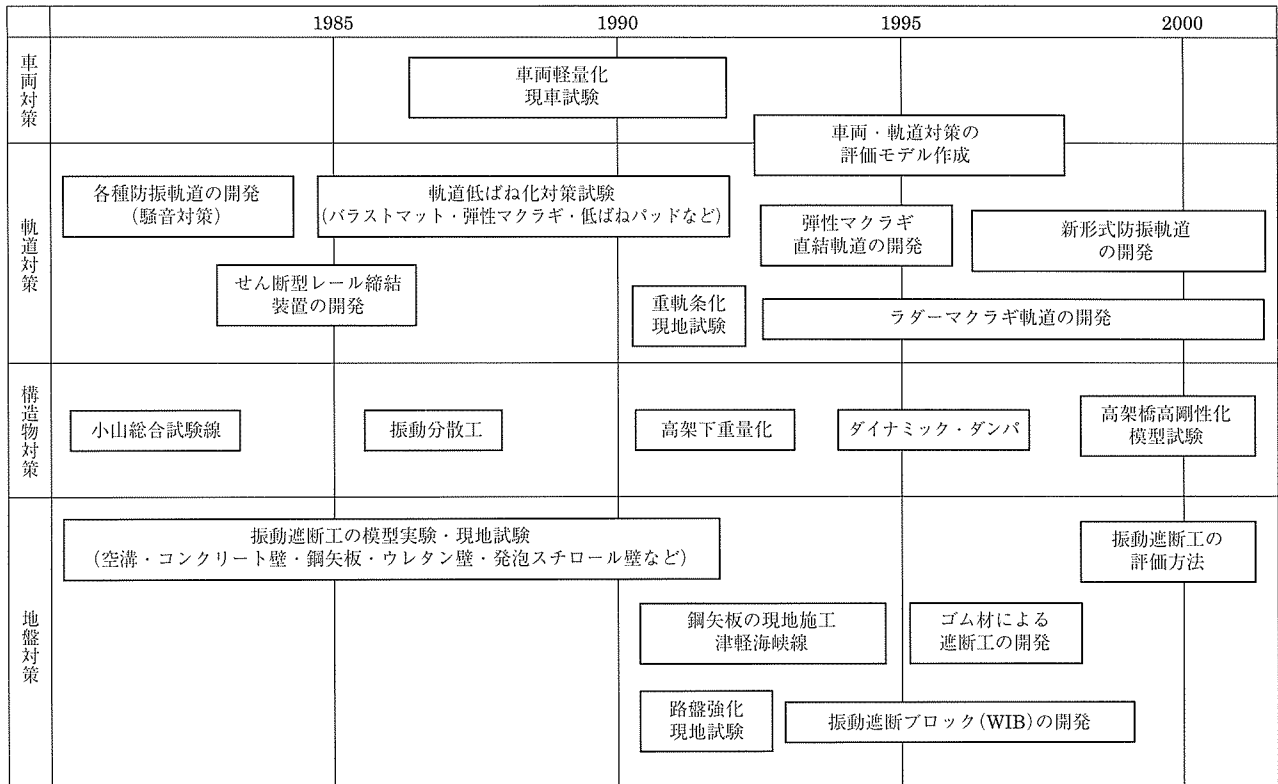 1985
1990
1995
2000
車両対策
車両軽量化
現車試験
車両・軌道対策の
評価モデル作成
軌道対策
各種防振軌道の開発
(騒音対策)
軌道低ばね化対策試験
(バラストマット・弾性マクラギ・低ばねパッドなど)
弾性マクラギ
直結軌道の開発
新形式防振軌道
の開発
せん断型レール締結
装置の開発
重軌条化
現地試験
ラダーマクラギ軌道の開発
構造物対策
小山総合試験線
振動分散工
高架下重量化
ダイナミック・ダンパ
高架橋高剛性化
模型試験
地盤対策
振動遮断工の模型実験・現地試験
(空溝・コンクリート壁・鋼矢板・ウレタン壁・発泡スチロール壁など)
振動遮断工の
評価方法
鋼矢板の現地施工
津軽海峡線
ゴム材による
遮断工の開発
路盤強化
現地試験
振動遮断ブロック(WIB)の開発